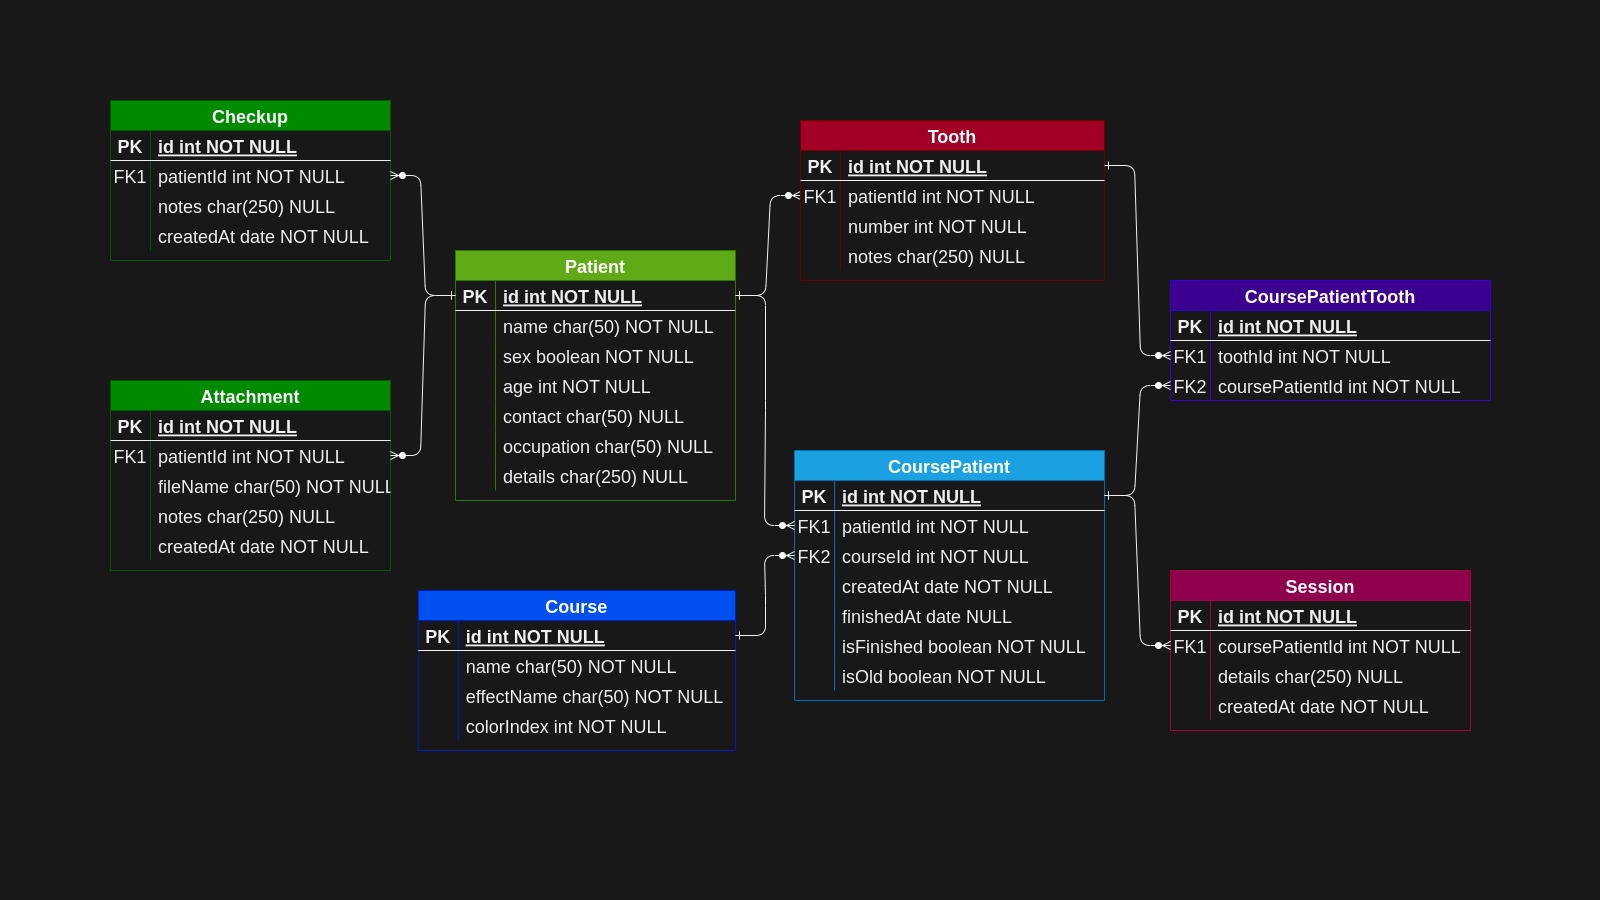 Checkup
PK id int NOT NULL
FK1 patientId int NOT NULL
notes char(250) NULL
createdAt date NOT NULL
Attachment
PK id int NOT NULL
FK1 patientId int NOT NULL
fileName char(50) NOT NULL
notes char(250) NULL
createdAt date NOT NULL
Patient
PK id int NOT NULL
name char(50) NOT NULL
sex boolean NOT NULL
age int NOT NULL
contact char(50) NULL
occupation char(50) NULL
details char(250) NULL
Course
PK id int NOT NULL
name char(50) NOT NULL
effectName char(50) NOT NULL
colorIndex int NOT NULL
Tooth
PK id int NOT NULL
FK1 patientId int NOT NULL
number int NOT NULL
notes char(250) NULL
CoursePatient
PK id int NOT NULL
FK1 patientId int NOT NULL
FK2 courseId int NOT NULL
createdAt date NOT NULL
finishedAt date NULL
isFinished boolean NOT NULL
isOld boolean NOT NULL
CoursePatientTooth
PK id int NOT NULL
FK1 toothId int NOT NULL
FK2 coursePatientId int NOT NULL
Session
PK id int NOT NULL
FK1 coursePatientId int NOT NULL
details char(250) NULL
createdAt date NOT NULL